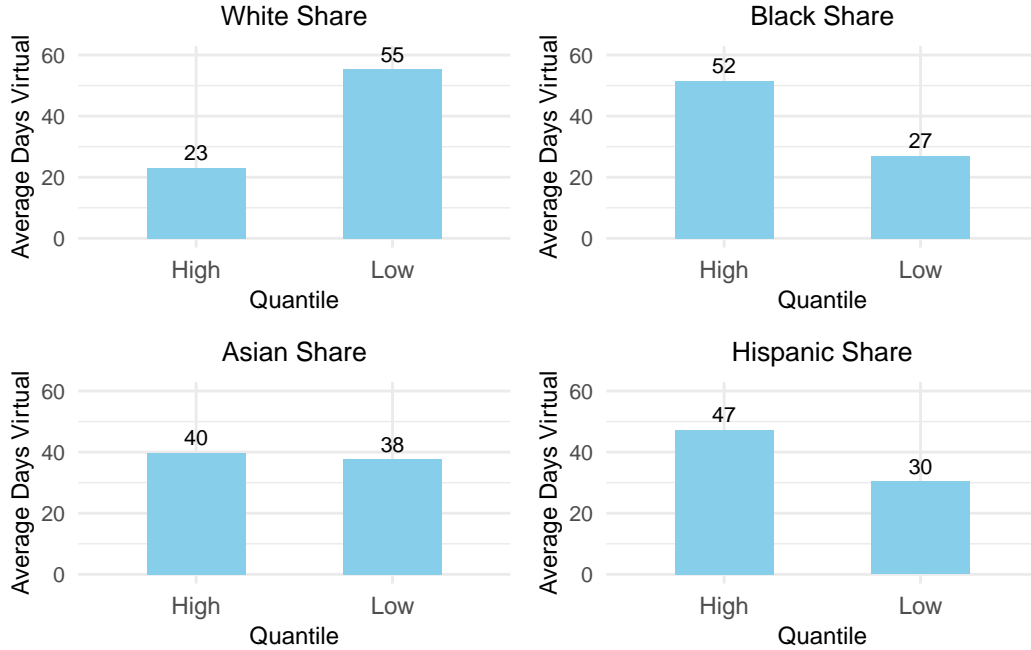 White Share
Average Days Virtual
60
40
20
0
23
55
High
Low
Quantile
Black Share
Average Days Virtual
60
40
20
0
52
27
High
Low
Quantile
Asian Share
Average Days Virtual
60
40
20
0
40
38
High
Low
Quantile
Hispanic Share
Average Days Virtual
60
40
20
0
47
30
High
Low
Quantile